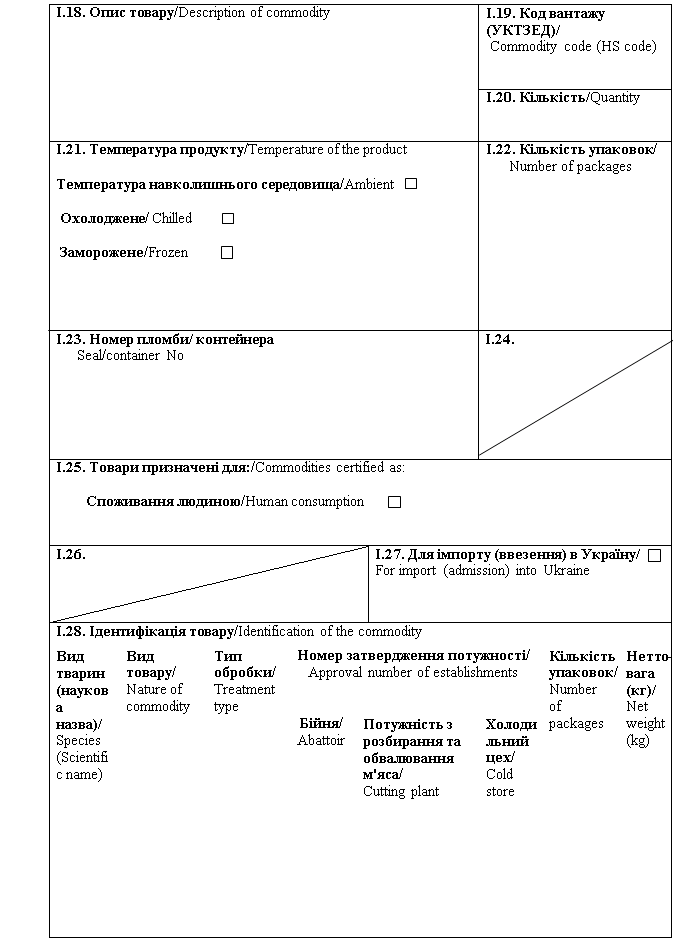 І.18. Опис товару/Description of commodity
І.19. Код вантажу
(УКТЗЕД)/
Commodity code (HS code)
І.20. Кількість/Quantity
І.21. Температура продукту/Temperature of the product
Температура навколишнього середовища/Ambient
Охолоджене/ Chilled
Заморожене/Frozen
І.22. Кількість упаковок/
Number of packages
І.23. Номер пломби/ контейнера
Seal/container No
І.24.
І.25. Товари призначені для:/Commodities certified as:
Споживання людиною/Human consumption
І.26.
І.27. Для імпорту (ввезення) в Україну/
For import (admission) into Ukraine
І.28. Ідентифікація товару/Identification of the commodity
Вид
тварин
(науков
а
назва)/
Species
(Scientifi
c name)
Вид
товару/
Nature of
commodity
Тип
обробки/
Treatment
type
Номер затвердження потужності/
Approval number of establishments
Бійня/
Abattoir
Потужність з
розбирання та
обвалювання
м'яса/
Cutting plant
Холоди
льний
цех/
Cold
store
Кількість
упаковок/
Number
of
packages
Нетто-
вага
(кг)/
Net
weight
(kg)